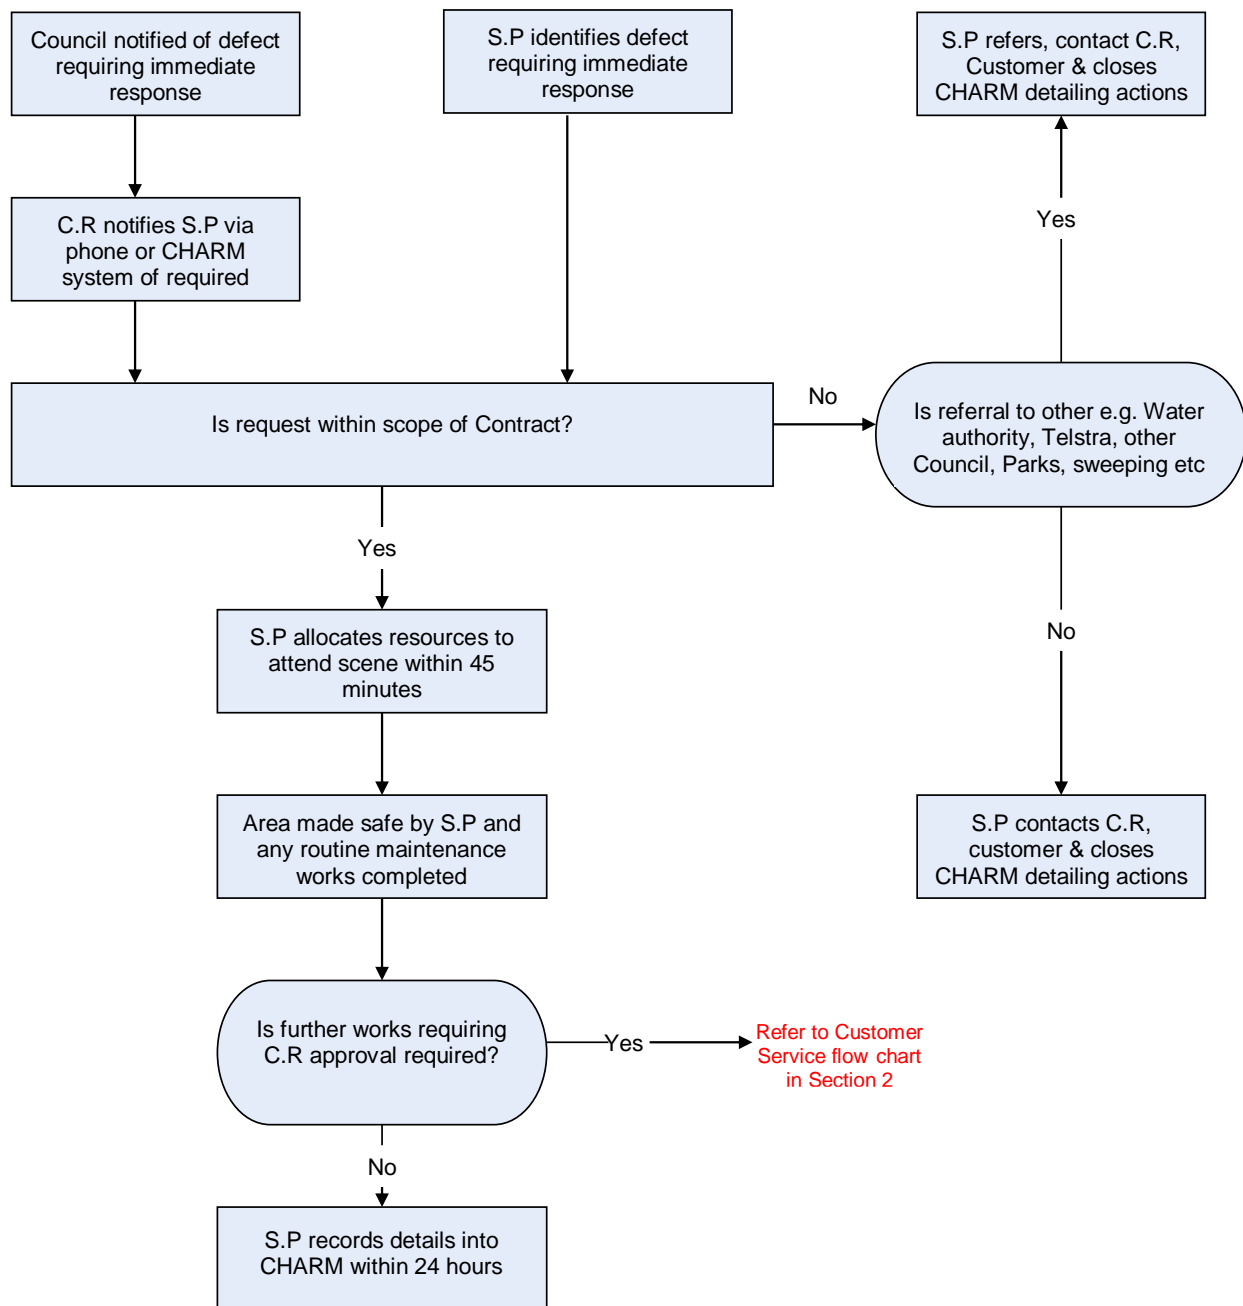 Council notified of defect
requiring immediate
response
S.P identifies defect
requiring immediate
response
S.P refers, contact C.R,
Customer & closes
CHARM detailing actions
C.R notifies S.P via
phone or CHARM
system of required
Yes
Is request within scope of Contract?
No
Is referral to other e.g. Water
authority, Telstra, other
Council, Parks, sweeping etc
Yes
S.P allocates resources to
attend scene within 45
minutes
No
Area made safe by S.P and
any routine maintenance
works completed
S.P contacts C.R,
customer & closes
CHARM detailing actions
Is further works requiring
C.R approval required?
Yes
Refer to Customer
Service flow chart
in Section 2
No
S.P records details into
CHARM within 24 hours